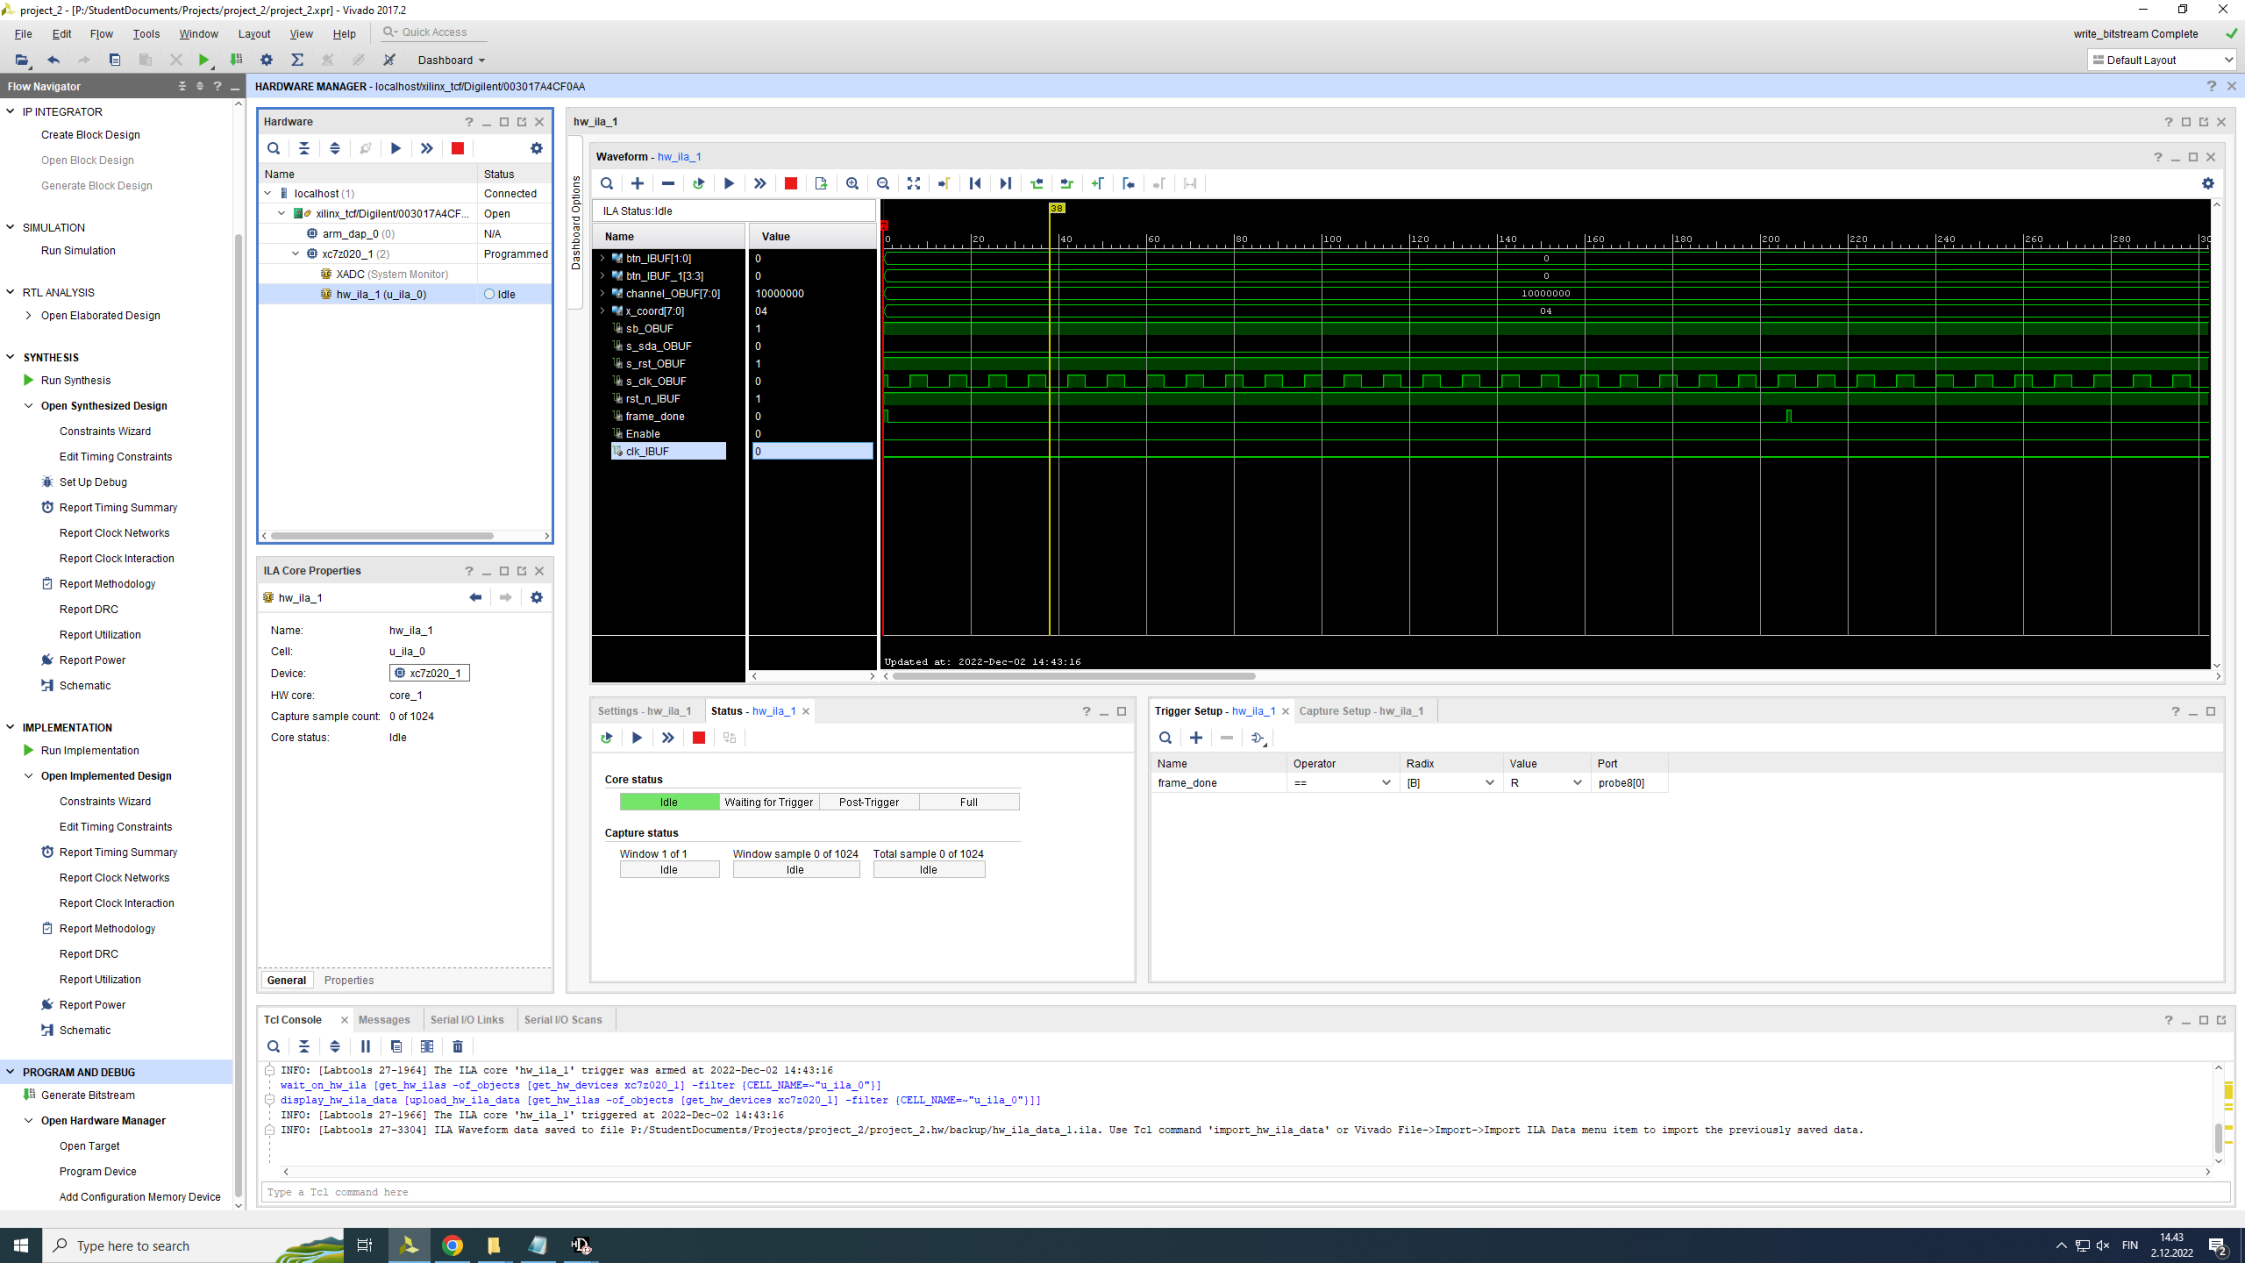 project_2 - [P:/StudentDocuments/Projects/project_2/project_2.xpr] - Vivado 2017.2
File Edit Flow Tools Window Layout View Help Quick Access
write_bitstream Complete
Dashboard
Default Layout
Flow Navigator
HARDWARE MANAGER - localhost/xilinx_tcf/Digilent/003017A4CF0AA
IP INTEGRATOR
Create Block Design
Open Block Design
Generate Block Design
SIMULATION
Run Simulation
RTL ANALYSIS
Open Elaborated Design
SYNTHESIS
Run Synthesis
Open Synthesized Design
Constraints Wizard
Edit Timing Constraints
Set Up Debug
Report Timing Summary
Report Clock Networks
Report Clock Interaction
Report Methodology
Report DRC
Report Utilization
Report Power
Schematic
IMPLEMENTATION
Run Implementation
Open Implemented Design
Constraints Wizard
Edit Timing Constraints
Report Timing Summary
Report Clock Networks
Report Clock Interaction
Report Methodology
Report DRC
Report Utilization
Report Power
Schematic
PROGRAM AND DEBUG
Generate Bitstream
Open Hardware Manager
Open Target
Program Device
Add Configuration Memory Device
Hardware
Name Status
localhost (1) Connected
xilinx_tcf/Digilent/003017A4CF... Open
arm_dap_0 (0) N/A
xc7z020_1 (2) Programmed
XADC (System Monitor)
hw_ila_1 (u_ila_0) Idle
ILA Core Properties
hw_ila_1
Name: hw_ila_1
Cell: u_ila_0
Device: xc7z020_1
HW core: core_1
Capture sample count: 0 of 1024
Core status: Idle
General Properties
hw_ila_1
Dashboard Options
Waveform - hw_ila_1
ILA Status:Idle
Name Value
38
0 20 40 60 80 100 120 140 160 180 200 220 240 260 280 30
btn_IBUF[1:0] 0 0
btn_IBUF_1[3:3] 0 0
channel_OBUF[7:0] 10000000 10000000
x_coord[7:0] 04 04
sb_OBUF 1
s_sda_OBUF 0
s_rst_OBUF 1
s_clk_OBUF 0
rst_n_IBUF 1
frame_done 0
Enable 0
clk_IBUF 0
Updated at: 2022-Dec-02 14:43:16
Settings - hw_ila_1 Status - hw_ila_1
Core status
Idle Waiting for Trigger Post-Trigger Full
Capture status
Window 1 of 1 Window sample 0 of 1024 Total sample 0 of 1024
Idle Idle Idle
Trigger Setup - hw_ila_1 Capture Setup - hw_ila_1
Name Operator Radix Value Port
frame_done == [B] R probe8[0]
Tcl Console Messages Serial I/O Links Serial I/O Scans
INFO: [Labtools 27-1964] The ILA core 'hw_ila_1' trigger was armed at 2022-Dec-02 14:43:16
wait_on_hw_ila [get_hw_ilas -of_objects [get_hw_devices xc7z020_1] -filter {CELL_NAME=~"u_ila_0"}]
display_hw_ila_data [upload_hw_ila_data [get_hw_ilas -of_objects [get_hw_devices xc7z020_1] -filter {CELL_NAME=~"u_ila_0"}]]
INFO: [Labtools 27-1966] The ILA core 'hw_ila_1' triggered at 2022-Dec-02 14:43:16
INFO: [Labtools 27-3304] ILA Waveform data saved to file P:/StudentDocuments/Projects/project_2/project_2.hw/backup/hw_ila_data_1.ila. Use Tcl command 'import_hw_ila_data' or Vivado File->Import->Import ILA Data menu item to import the previously saved data.
Type a Tcl command here
Type here to search
FIN
14.43
2.12.2022
2